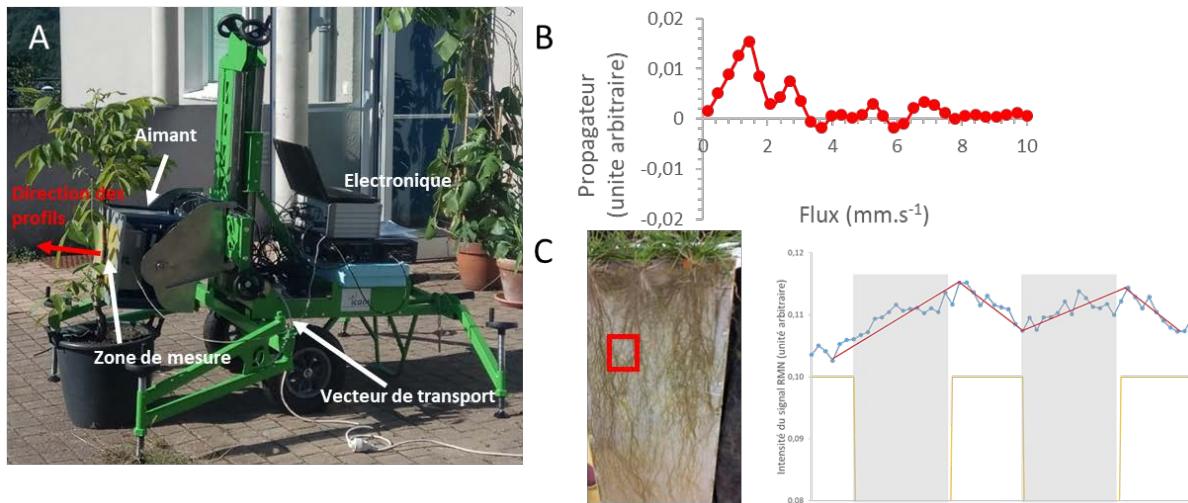 A
Aimant
Electronique
Direction des
profils
Zone de mesure
Vecteur de transport
B
Propagateur
(unite arbitraire)
0,02
0,01
0
-0,01
-0,02
0 2 4 6 8 10
Flux (mm.s⁻¹)
C
Intensité du signal RMN (unité arbitraire)
0,12
0,11
0,10
0,09
0,08